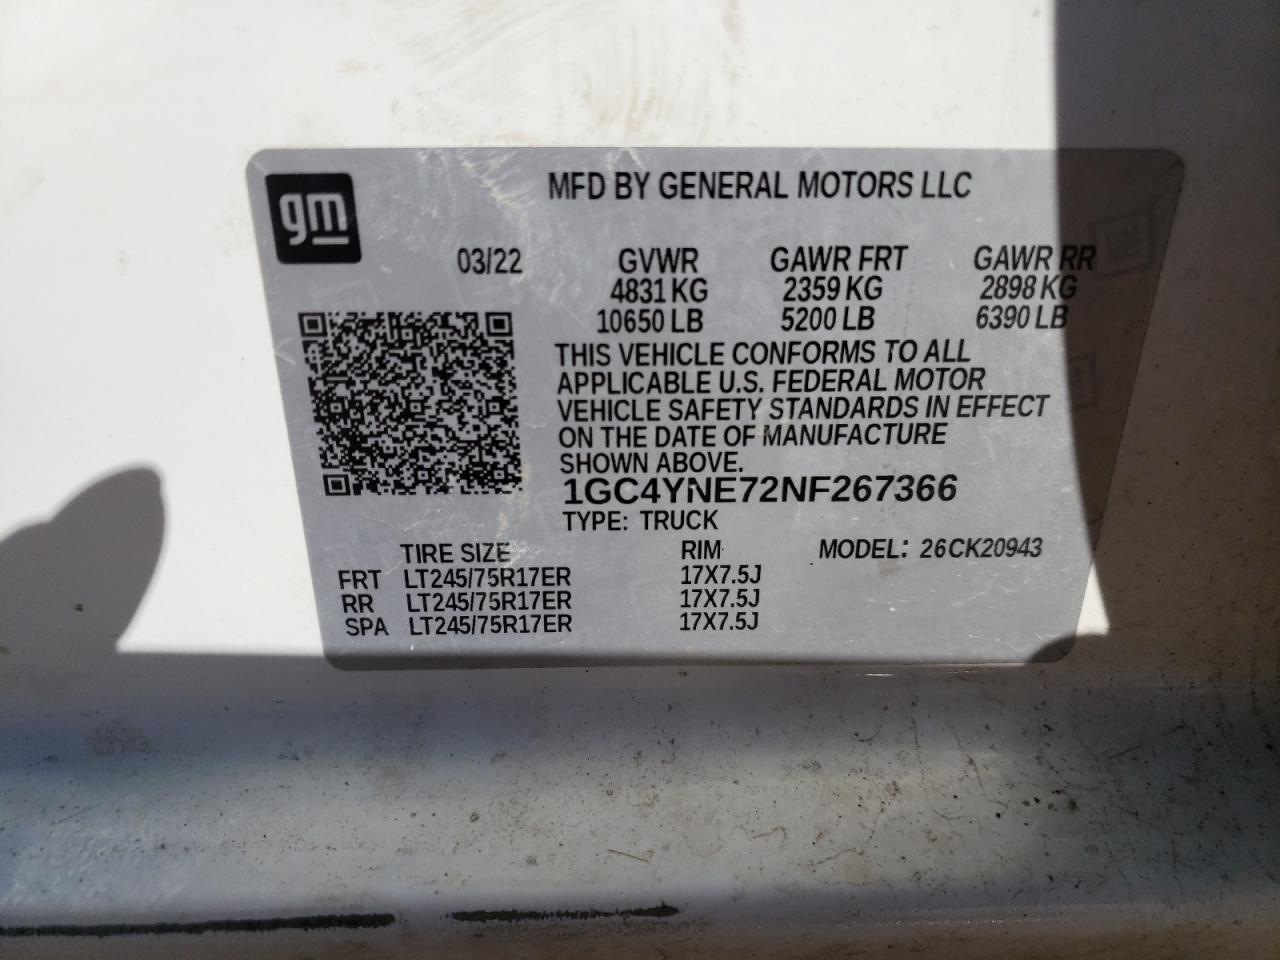 gm
MFD BY GENERAL MOTORS LLC
03/22 GVWR GAWR FRT GAWR RR
4831 KG 2359 KG 2898 KG
10650 LB 5200 LB 6390 LB
THIS VEHICLE CONFORMS TO ALL
APPLICABLE U.S. FEDERAL MOTOR
VEHICLE SAFETY STANDARDS IN EFFECT
ON THE DATE OF MANUFACTURE
SHOWN ABOVE.
1GC4YNE72NF267366
TYPE: TRUCK
TIRE SIZE RIM MODEL: 26CK20943
FRT LT245/75R17ER 17X7.5J
RR LT245/75R17ER 17X7.5J
SPA LT245/75R17ER 17X7.5J